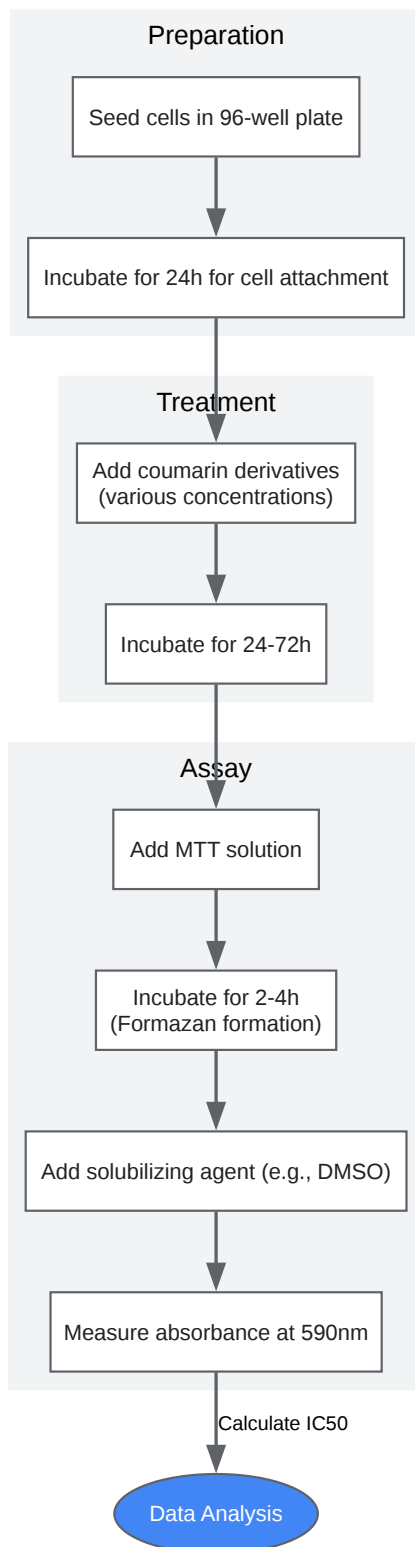 Preparation
Seed cells in 96-well plate
Incubate for 24h for cell attachment
Treatment
Add coumarin derivatives
(various concentrations)
Incubate for 24-72h
Assay
Add MTT solution
Incubate for 2-4h
(Formazan formation)
Add solubilizing agent (e.g., DMSO)
Measure absorbance at 590nm
Calculate IC50
Data Analysis